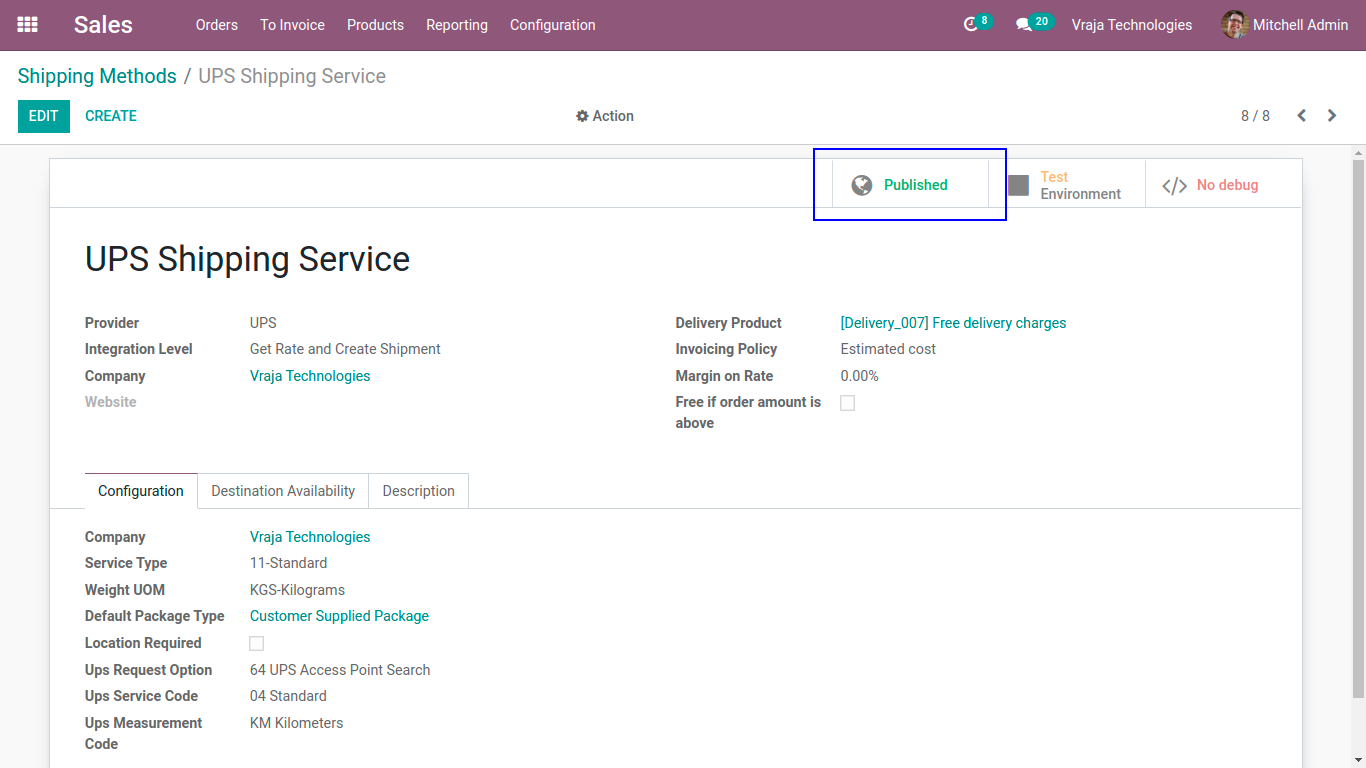 Sales Orders To Invoice Products Reporting Configuration 8 20 Vraja Technologies Mitchell Admin
Shipping Methods / UPS Shipping Service
EDIT CREATE Action 8 / 8
Published
Test
Environment
No debug
UPS Shipping Service
Provider UPS
Integration Level Get Rate and Create Shipment
Company Vraja Technologies
Website
Delivery Product [Delivery_007] Free delivery charges
Invoicing Policy Estimated cost
Margin on Rate 0.00%
Free if order amount is
above
Configuration Destination Availability Description
Company Vraja Technologies
Service Type 11-Standard
Weight UOM KGS-Kilograms
Default Package Type Customer Supplied Package
Location Required
Ups Request Option 64 UPS Access Point Search
Ups Service Code 04 Standard
Ups Measurement KM Kilometers
Code